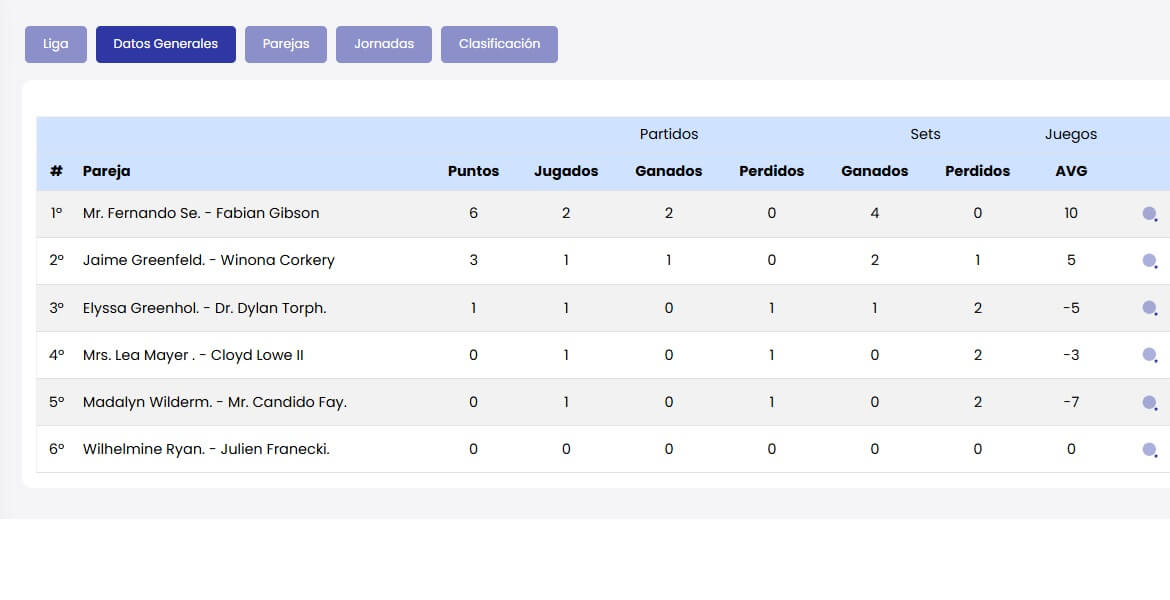 Liga Datos Generales Parejas Jornadas Clasificación
Partidos Sets Juegos
# Pareja Puntos Jugados Ganados Perdidos Ganados Perdidos AVG
1º Mr. Fernando Se. - Fabian Gibson 6 2 2 0 4 0 10
2º Jaime Greenfeld. - Winona Corkery 3 1 1 0 2 1 5
3º Elyssa Greenhol. - Dr. Dylan Torph. 1 1 0 1 1 2 -5
4º Mrs. Lea Mayer . - Cloyd Lowe II 0 1 0 1 0 2 -3
5º Madalyn Wilderm. - Mr. Candido Fay. 0 1 0 1 0 2 -7
6º Wilhelmine Ryan. - Julien Franecki. 0 0 0 0 0 0 0